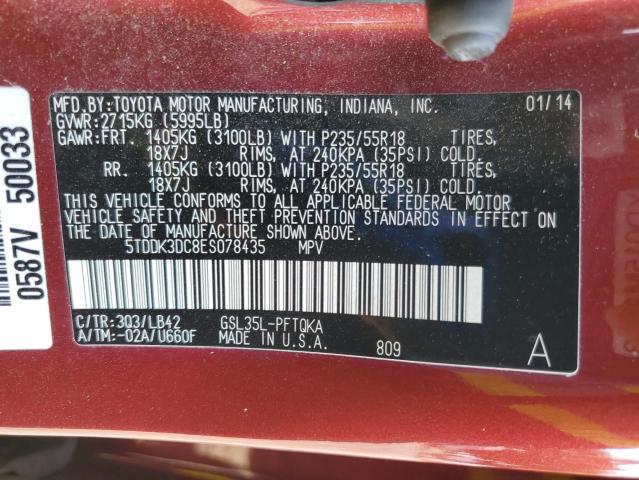 MFD.BY:TOYOTA MOTOR MANUFACTURING, INDIANA, INC. 01/14
GVWR:2715KG (5995LB)
GAWR:FRT. 1405KG (3100LB) WITH P235/55R18 TIRES,
18X7J RIMS, AT 240KPA (35PSI) COLD.
RR. 1405KG (3100LB) WITH P235/55R18 TIRES,
18X7J RIMS, AT 240KPA (35PSI) COLD.
THIS VEHICLE CONFORMS TO ALL APPLICABLE FEDERAL MOTOR
VEHICLE SAFETY AND THEFT PREVENTION STANDARDS IN EFFECT ON
THE DATE OF MANUFACTURE SHOWN ABOVE.
5TDDK3DC8ES078435 MPV
C/TR:3Q3/LB42 GSL35L-PFTQKA
A/TM:-02A/U660F MADE IN U.S.A. 809 A
0587V 50033